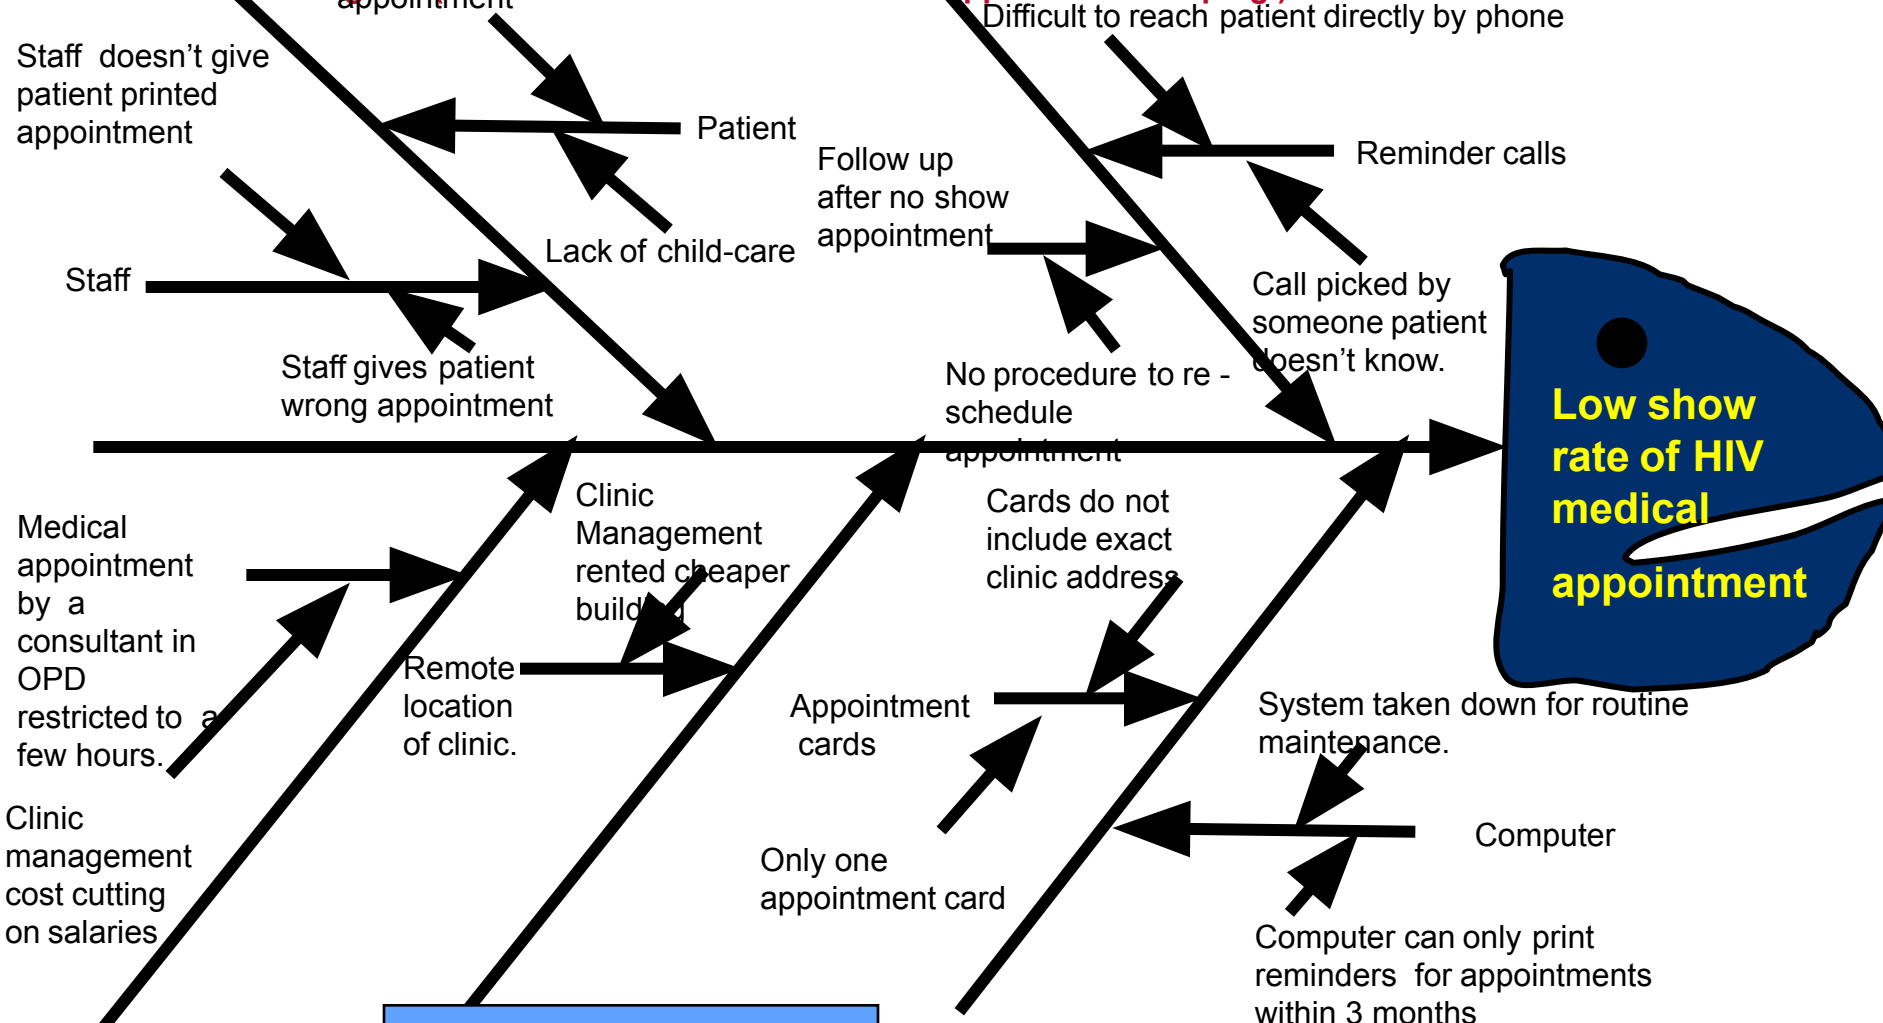 appointment
Difficult to reach patient directly by phone
Staff doesn’t give
patient printed
appointment
Patient
Reminder calls
Follow up
after no show
appointment
Lack of child-care
Staff
Call picked by
someone patient
doesn’t know.
Staff gives patient
wrong appointment
No procedure to re -
schedule
appointment
Low show
rate of HIV
medical
appointment
Clinic
Management
rented cheaper
building
Cards do not
include exact
clinic address
Medical
appointment
by a
consultant in
OPD
restricted to a
few hours.
Remote
location
of clinic.
Appointment
cards
System taken down for routine
maintenance.
Clinic
management
cost cutting
on salaries
Computer
Only one
appointment card
Computer can only print
reminders for appointments
within 3 months